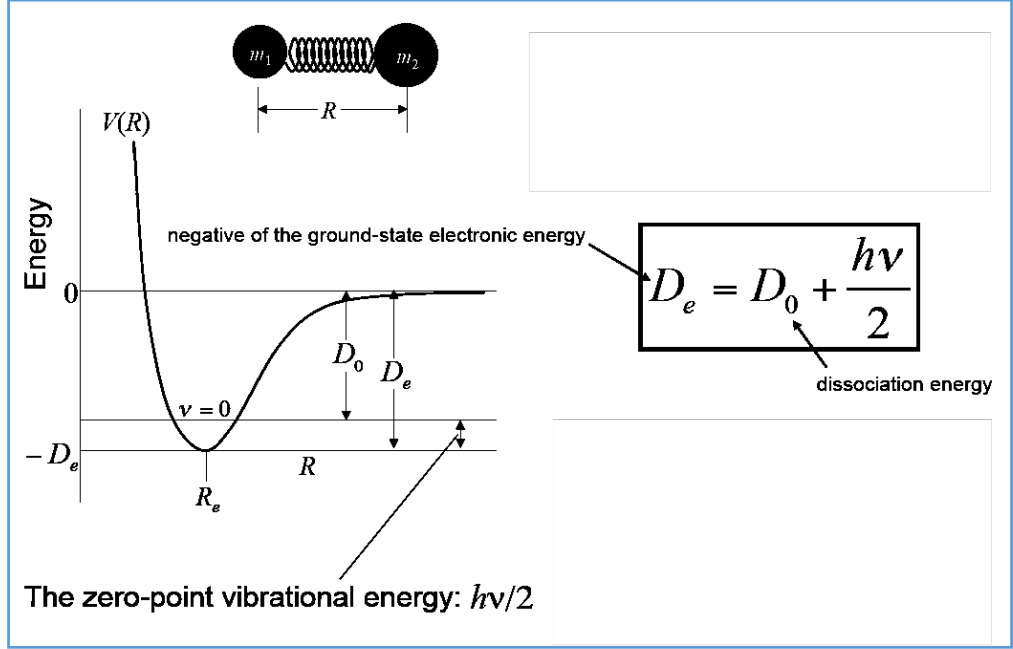 m₁
m₂
R
V(R)
Energy
negative of the ground-state electronic energy
0
Dₑ = D₀ + hν/2
D₀
Dₑ
dissociation energy
ν = 0
−Dₑ
R
Rₑ
The zero-point vibrational energy: hν/2